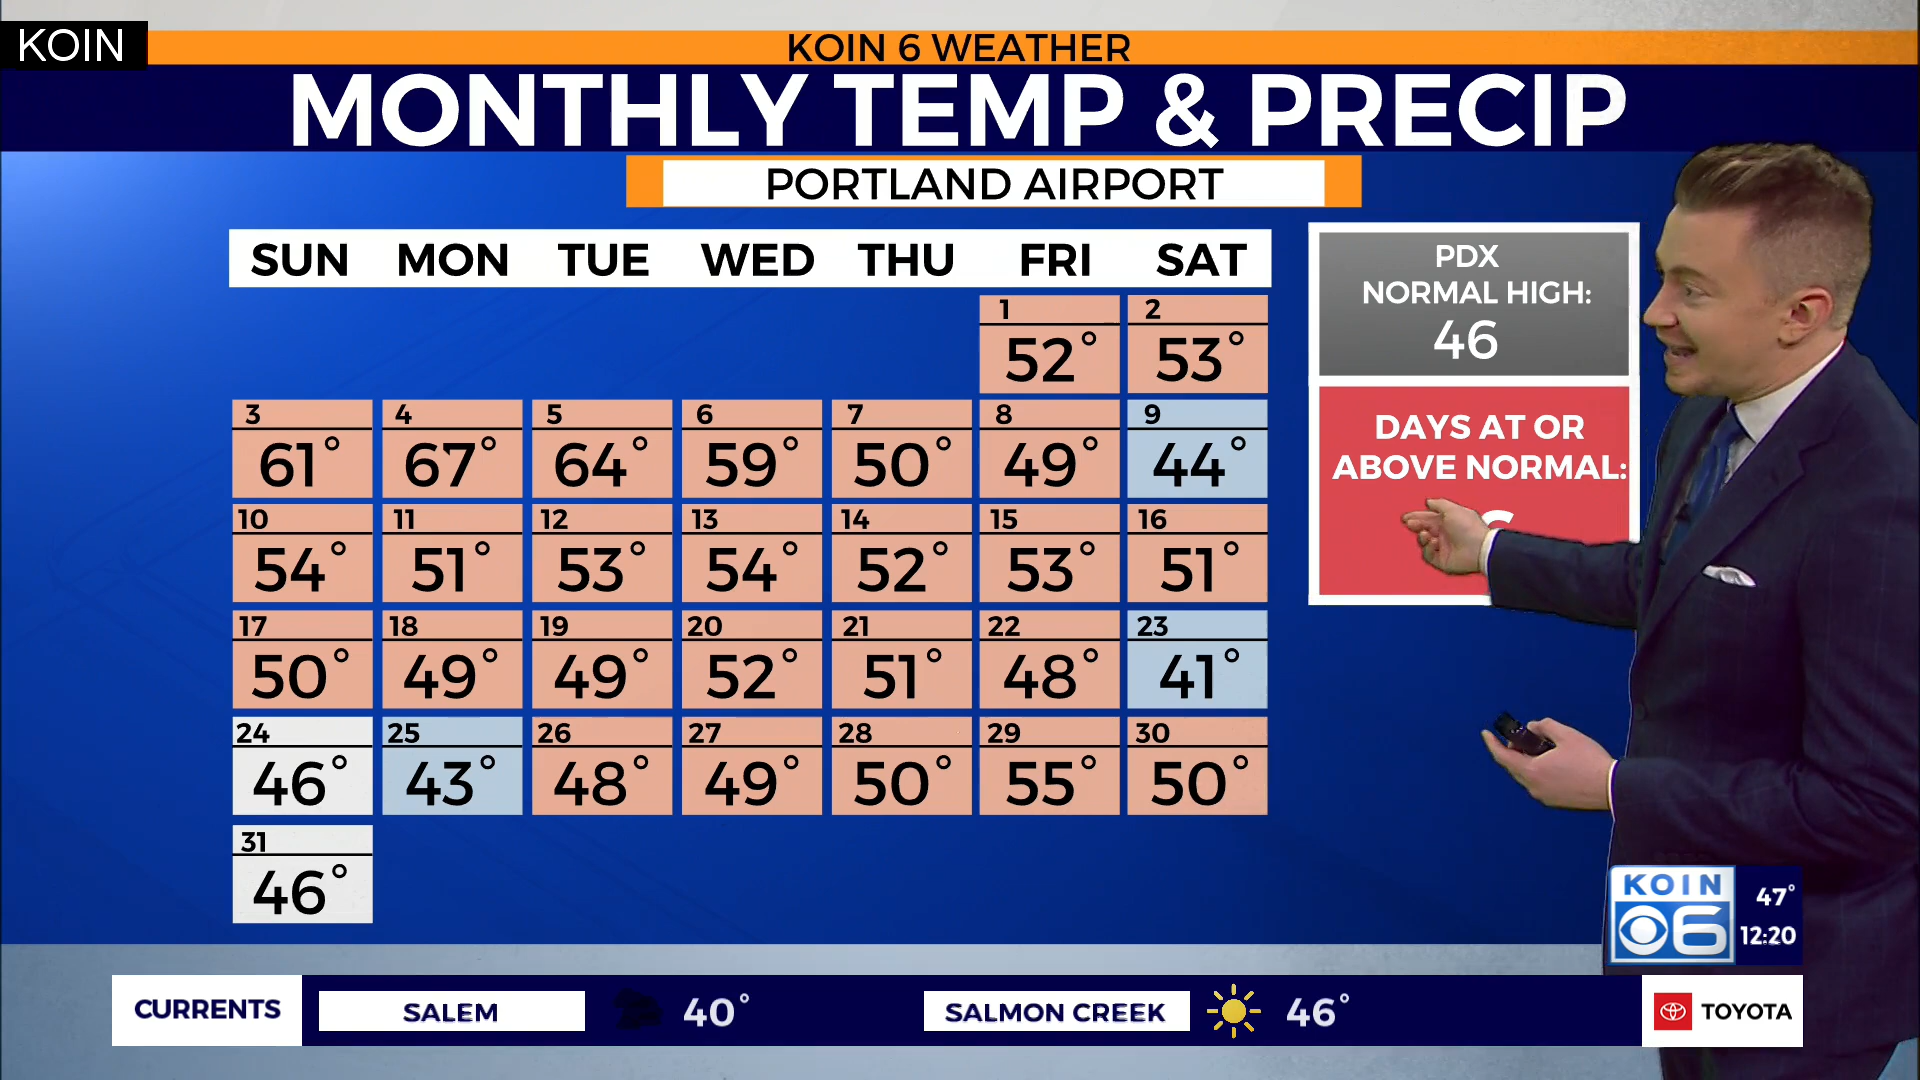 KOIN
KOIN 6 WEATHER
MONTHLY TEMP & PRECIP
PORTLAND AIRPORT
SUN MON TUE WED THU FRI SAT
1 2
52° 53°
3 4 5 6 7 8 9
61° 67° 64° 59° 50° 49° 44°
10 11 12 13 14 15 16
54° 51° 53° 54° 52° 53° 51°
17 18 19 20 21 22 23
50° 49° 49° 52° 51° 48° 41°
24 25 26 27 28 29 30
46° 43° 48° 49° 50° 55° 50°
31
46°
PDX
NORMAL HIGH:
46
DAYS AT OR
ABOVE NORMAL:
KOIN
6
47°
12:20
CURRENTS SALEM 40° SALMON CREEK 46° TOYOTA